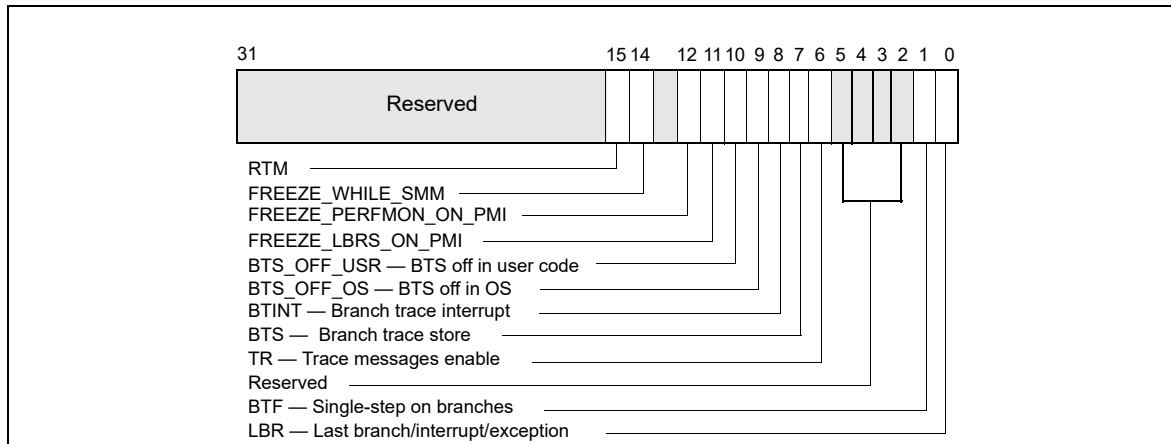 31 15 14 12 11 10 9 8 7 6 5 4 3 2 1 0
Reserved
RTM
FREEZE_WHILE_SMM
FREEZE_PERFMON_ON_PMI
FREEZE_LBRS_ON_PMI
BTS_OFF_USR — BTS off in user code
BTS_OFF_OS — BTS off in OS
BTINT — Branch trace interrupt
BTS — Branch trace store
TR — Trace messages enable
Reserved
BTF — Single-step on branches
LBR — Last branch/interrupt/exception